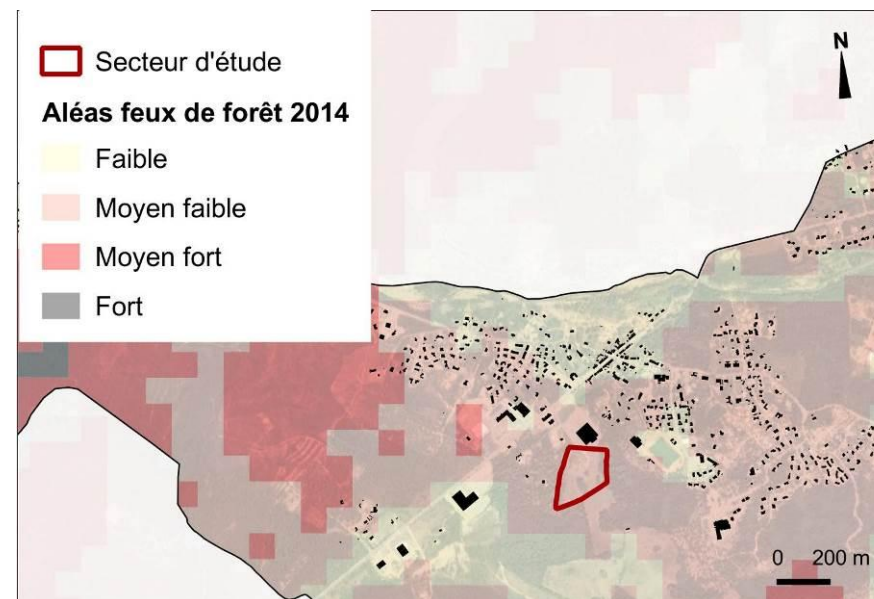 Secteur d'étude
Aléas feux de forêt 2014
Faible
Moyen faible
Moyen fort
Fort
N
0 200 m